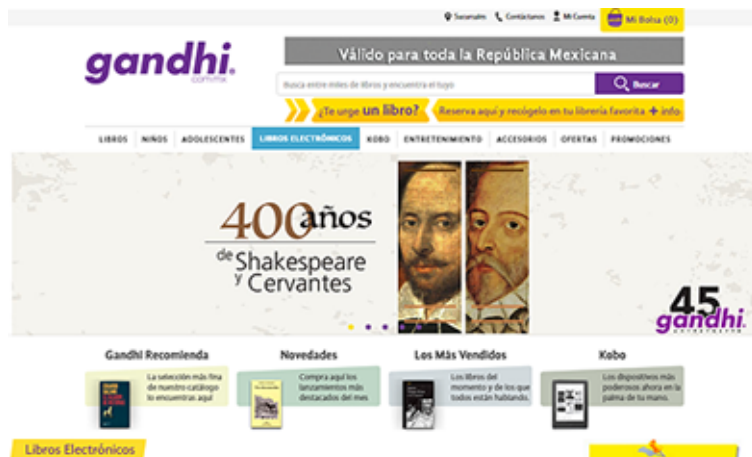 Sucursales Contáctanos Mi Cuenta Mi Bolsa (0)
gandhi.
com.mx
Válido para toda la República Mexicana
Busca entre miles de libros y encuentra el tuyo
Buscar
¿Te urge un libro? Reserva aquí y recógelo en tu librería favorita + info
LIBROS NIÑOS ADOLESCENTES LIBROS ELECTRÓNICOS KOBO ENTRETENIMIENTO ACCESORIOS OFERTAS PROMOCIONES
400 años
de Shakespeare
y Cervantes
45
gandhi.
Gandhi Recomienda
La selección más fina
de nuestro catálogo
lo encuentras aquí
Novedades
Compra aquí los
lanzamientos más
destacados del mes
Los Más Vendidos
Los libros del
momento y de los que
todos están hablando.
Kobo
Los dispositivos más
poderosos ahora en la
palma de tu mano.
Libros Electrónicos